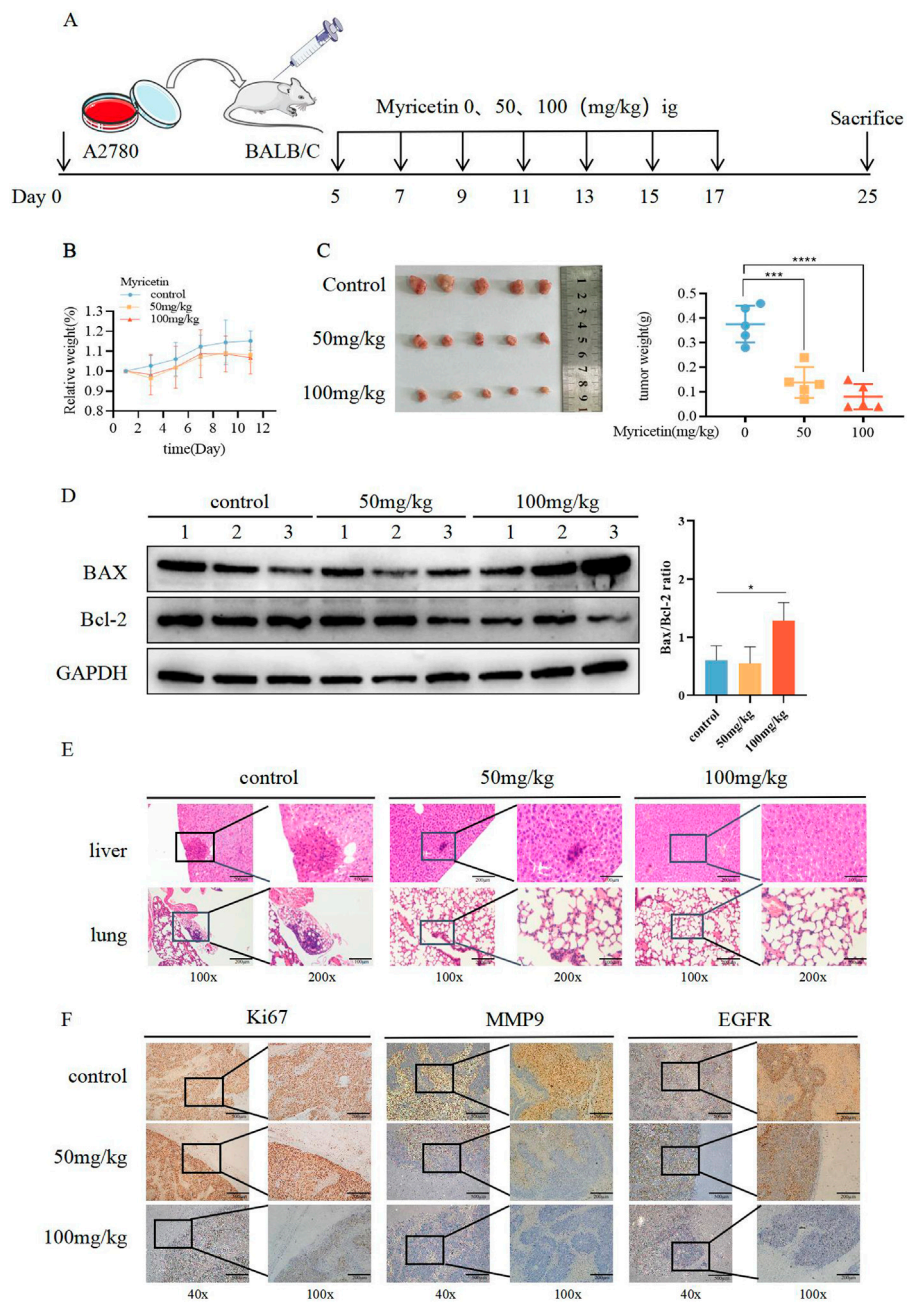 A
Myricetin 0、50、100（mg/kg）ig
Sacrifice
A2780
BALB/C
Day 0
5
7
9
11
13
15
17
25
B
Myricetin
control
50mg/kg
100mg/kg
Relative weight(%)
1.3
1.2
1.1
1.0
0.9
0.8
0 2 4 6 8 10 12
time(Day)
C
Control
50mg/kg
100mg/kg
1
2
3
4
5
6
7
8
9
1
****
***
tumor weight(g)
0.5
0.4
0.3
0.2
0.1
0.0
Myricetin(mg/kg) 0 50 100
D
control 50mg/kg 100mg/kg
1 2 3 1 2 3 1 2 3
BAX
Bcl-2
GAPDH
Bax/Bcl-2 ratio
3
2
1
0
*
control
50mg/kg
100mg/kg
E
control 50mg/kg 100mg/kg
liver
lung
100x 200x 100x 200x 100x 200x
F
Ki67 MMP9 EGFR
control
50mg/kg
100mg/kg
40x 100x 40x 100x 40x 100x